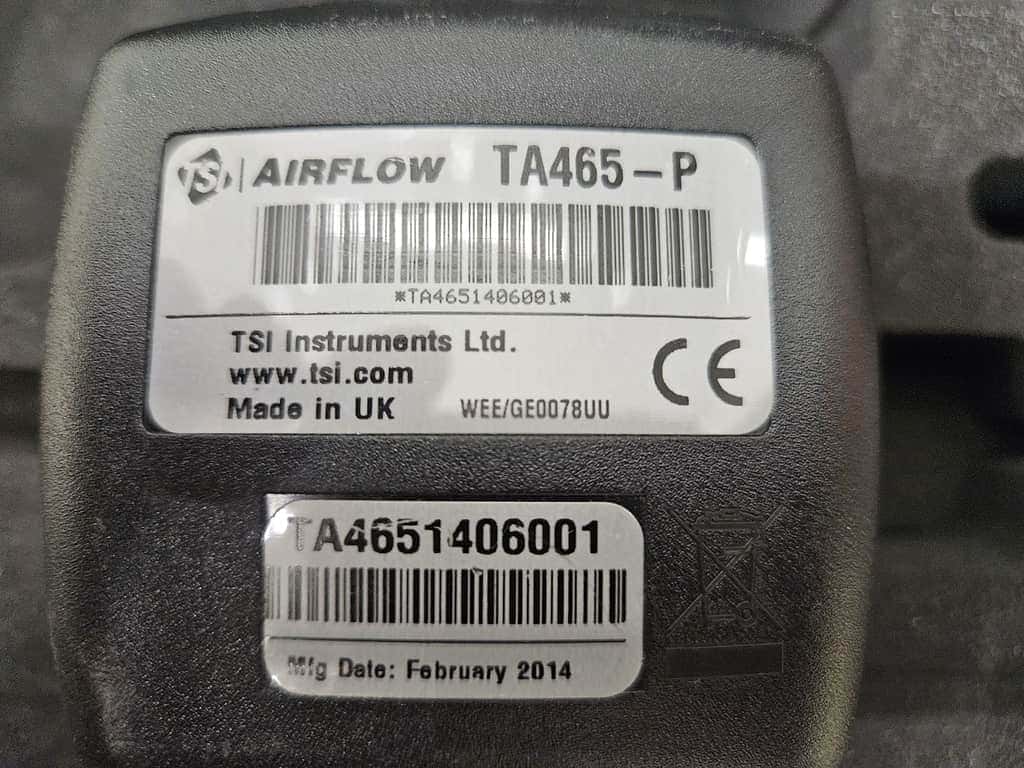 TSI AIRFLOW TA465-P
*TA4651406001*
TSI Instruments Ltd.
www.tsi.com
Made in UK WEE/GE0078UU
CE
TA4651406001
Mfg Date: February 2014